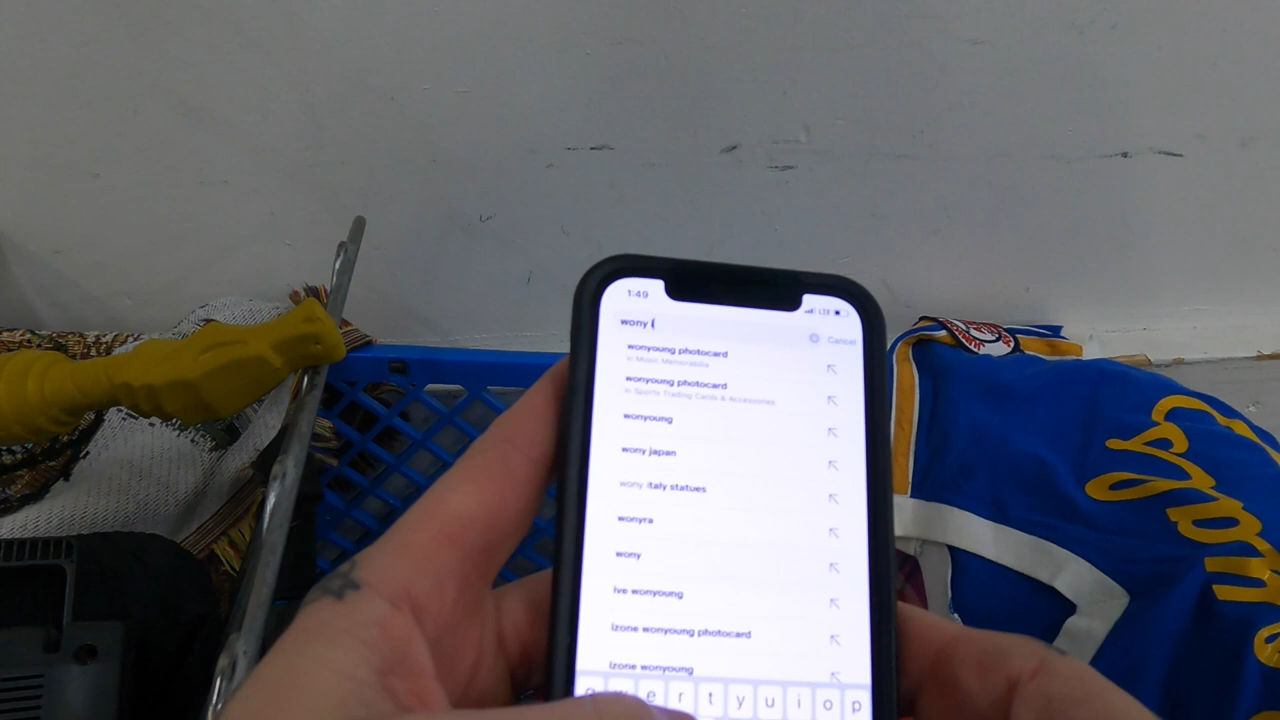 1:49
LTE
wony i
Cancel
wonyoung photocard
in Music Memorabilia
wonyoung photocard
in Sports Trading Cards & Accessories
wonyoung
wony japan
wony italy statues
wonyra
wony
ive wonyoung
izone wonyoung photocard
izone wonyoung
q w e r t y u i o p